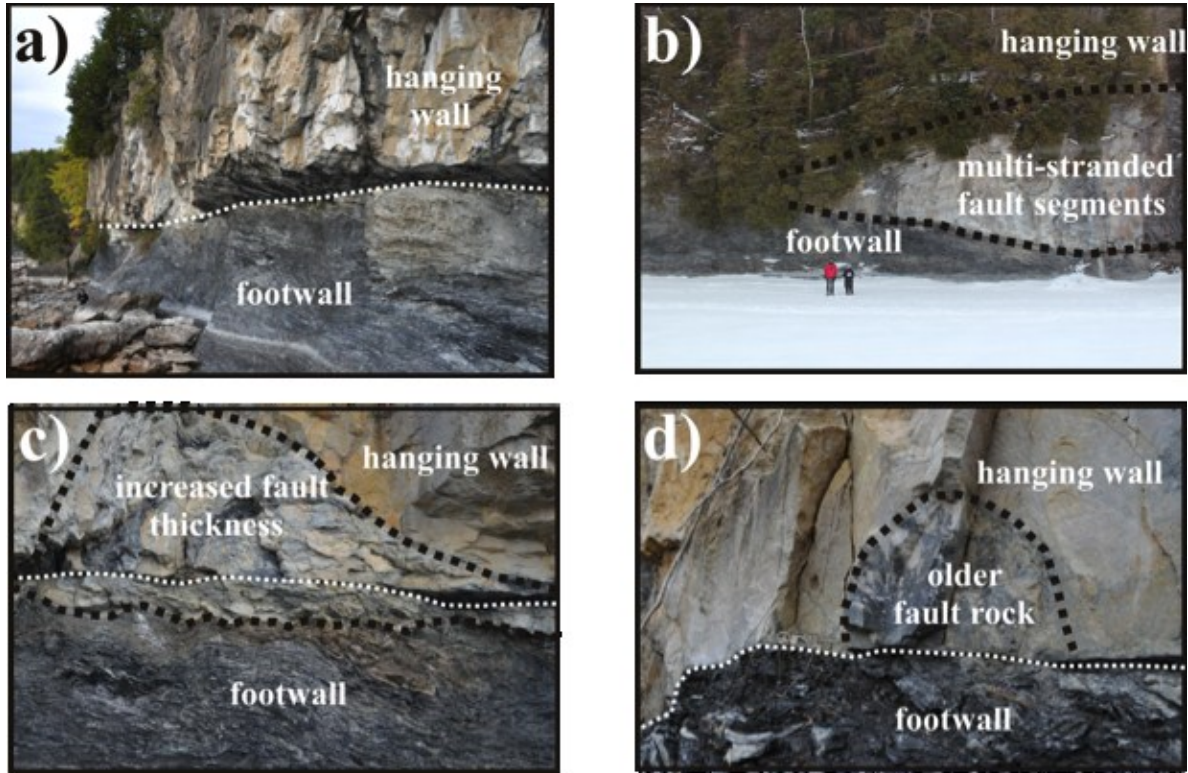 a)
hanging
wall
footwall
b)
hanging wall
multi-stranded
fault segments
footwall
c)
hanging wall
increased fault
thickness
footwall
d)
hanging wall
older
fault rock
footwall